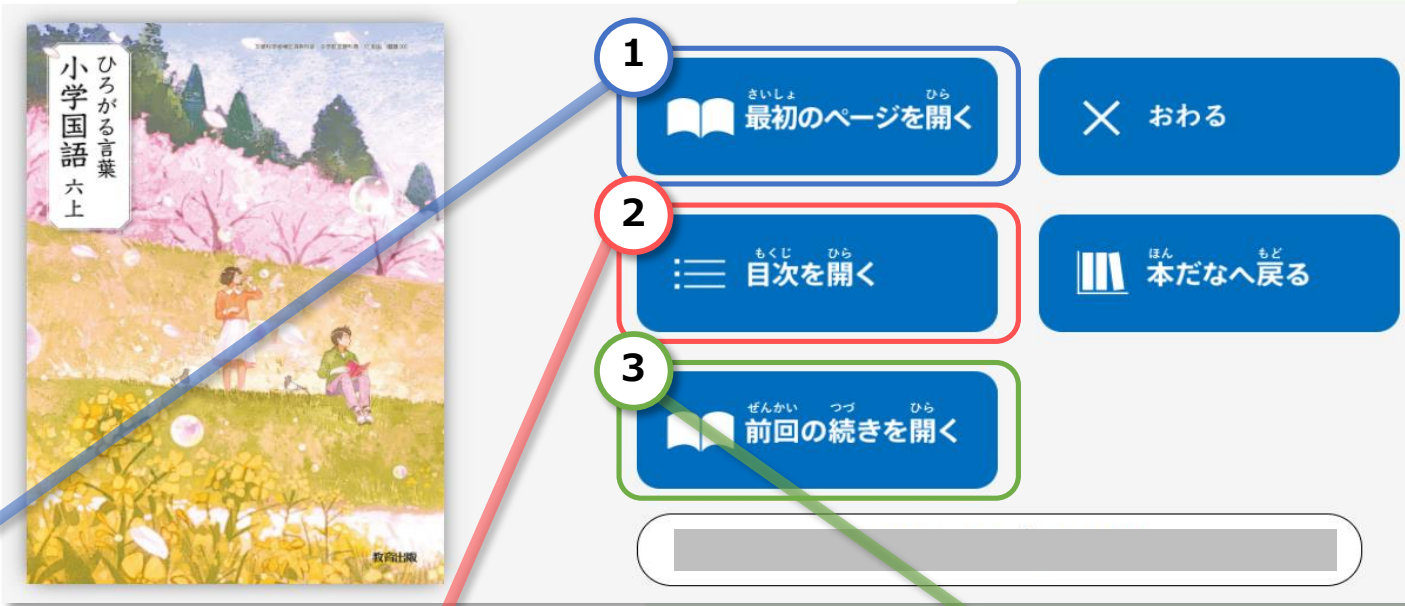 ひろがる言葉
小学国語 六上
教育出版
1
さいしょ ひら
最初のページを開く
おわる
2
もくじ ひら
目次を開く
ほん もど
本だなへ戻る
3
ぜんかい つづ ひら
前回の続きを開く